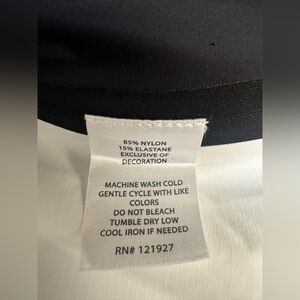 85% NYLON
15% ELASTANE
EXCLUSIVE OF
DECORATION
MACHINE WASH COLD
GENTLE CYCLE WITH LIKE
COLORS
DO NOT BLEACH
TUMBLE DRY LOW
COOL IRON IF NEEDED
RN# 121927